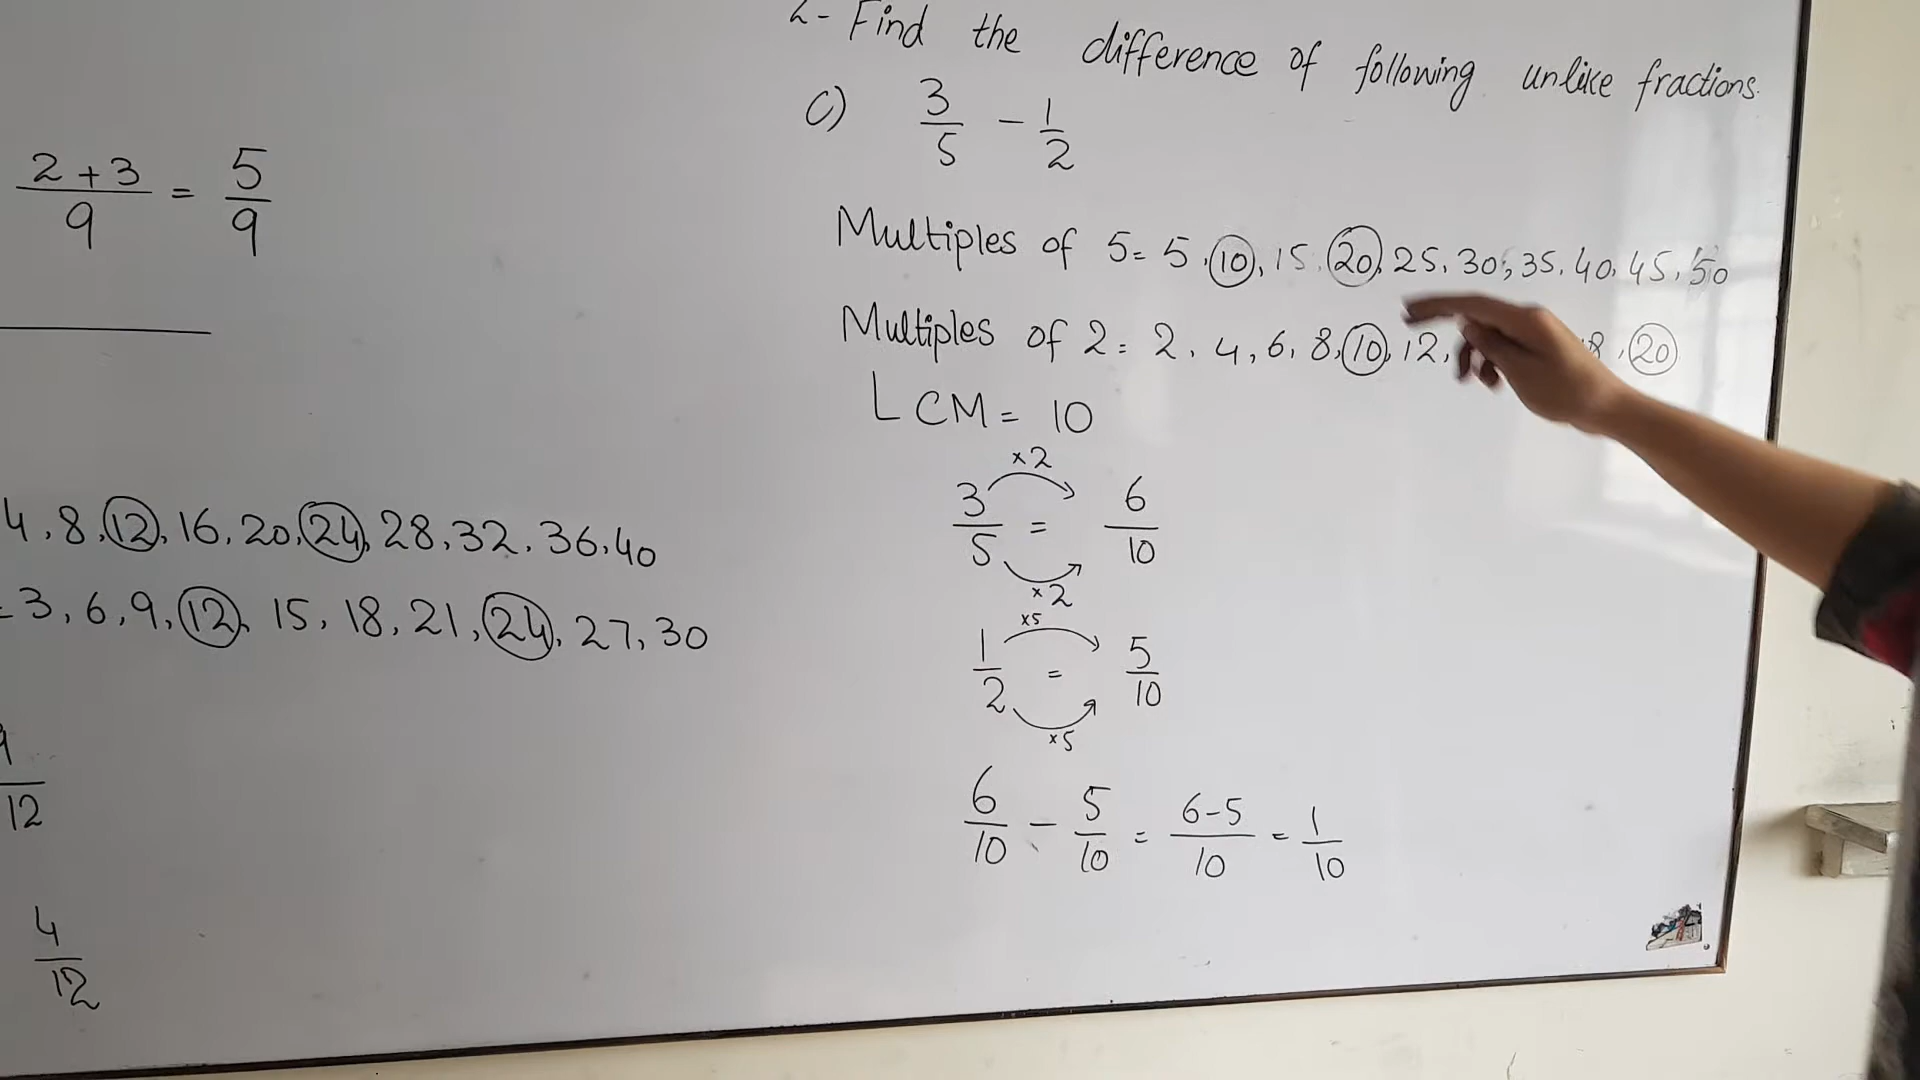 2+3/9 = 5/9
4, 8, 12, 16, 20, 24, 28, 32, 36, 40
= 3, 6, 9, 12, 15, 18, 21, 24, 27, 30
12
4/12
2- Find the difference of following unlike fractions.
c) 3/5 - 1/2
Multiples of 5 = 5, 10, 15, 20, 25, 30, 35, 40, 45, 50
Multiples of 2 = 2, 4, 6, 8, 10, 12, 20
LCM = 10
×2
3/5 = 6/10
×2
×5
1/2 = 5/10
×5
6/10 - 5/10 = 6-5/10 = 1/10